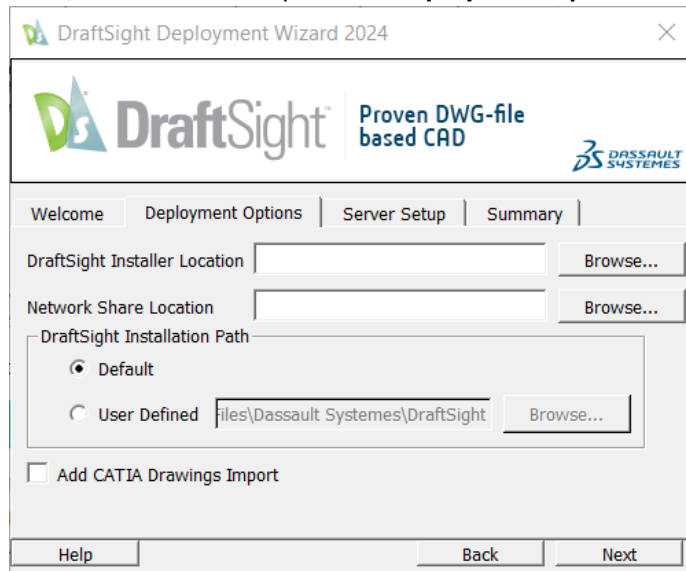 DraftSight Deployment Wizard 2024
DraftSight™ Proven DWG-file
based CAD
DASSAULT
SYSTEMES
Welcome Deployment Options Server Setup Summary
DraftSight Installer Location Browse...
Network Share Location Browse...
DraftSight Installation Path
Default
User Defined Files\Dassault Systemes\DraftSight Browse...
Add CATIA Drawings Import
Help Back Next